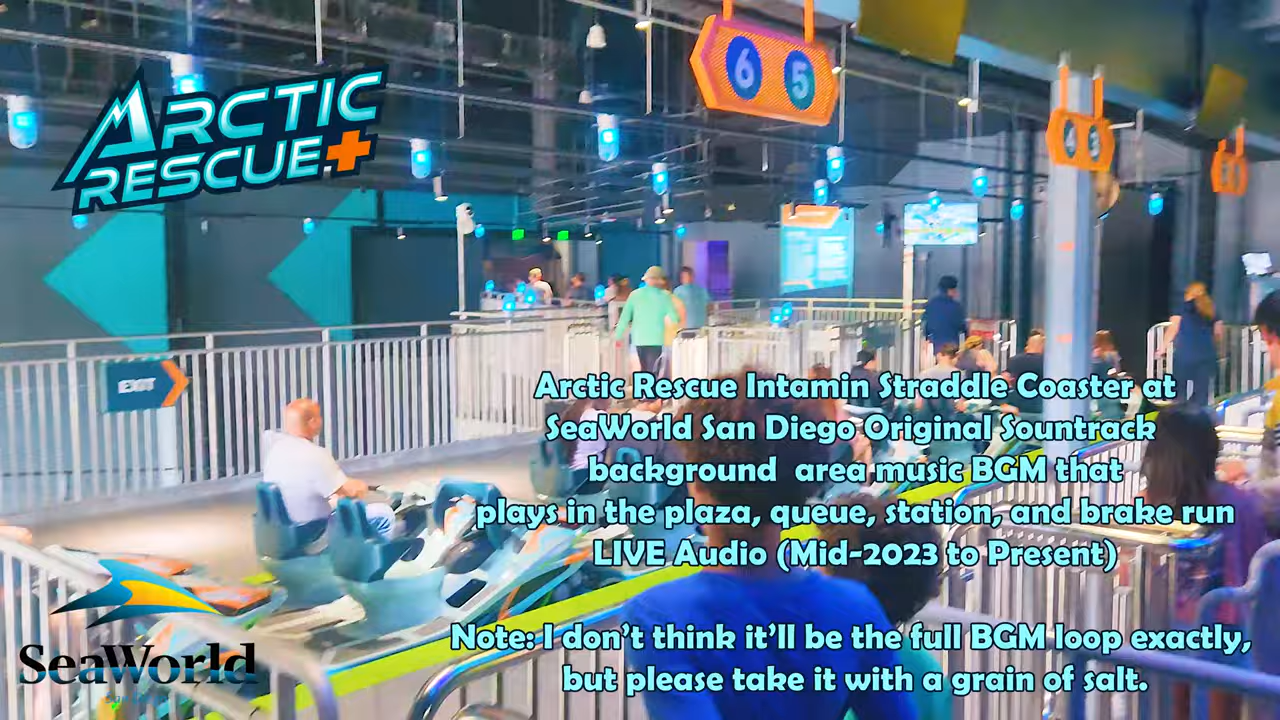 6 5
ARCTIC
RESCUE
6 5
EXIT
Arctic Rescue Intamin Straddle Coaster at
SeaWorld San Diego Original Sountrack
background  area music BGM that
plays in the plaza, queue, station, and brake run
LIVE Audio (Mid-2023 to Present)
SeaWorld
Note: I don't think it'll be the full BGM loop exactly,
but please take it with a grain of salt.